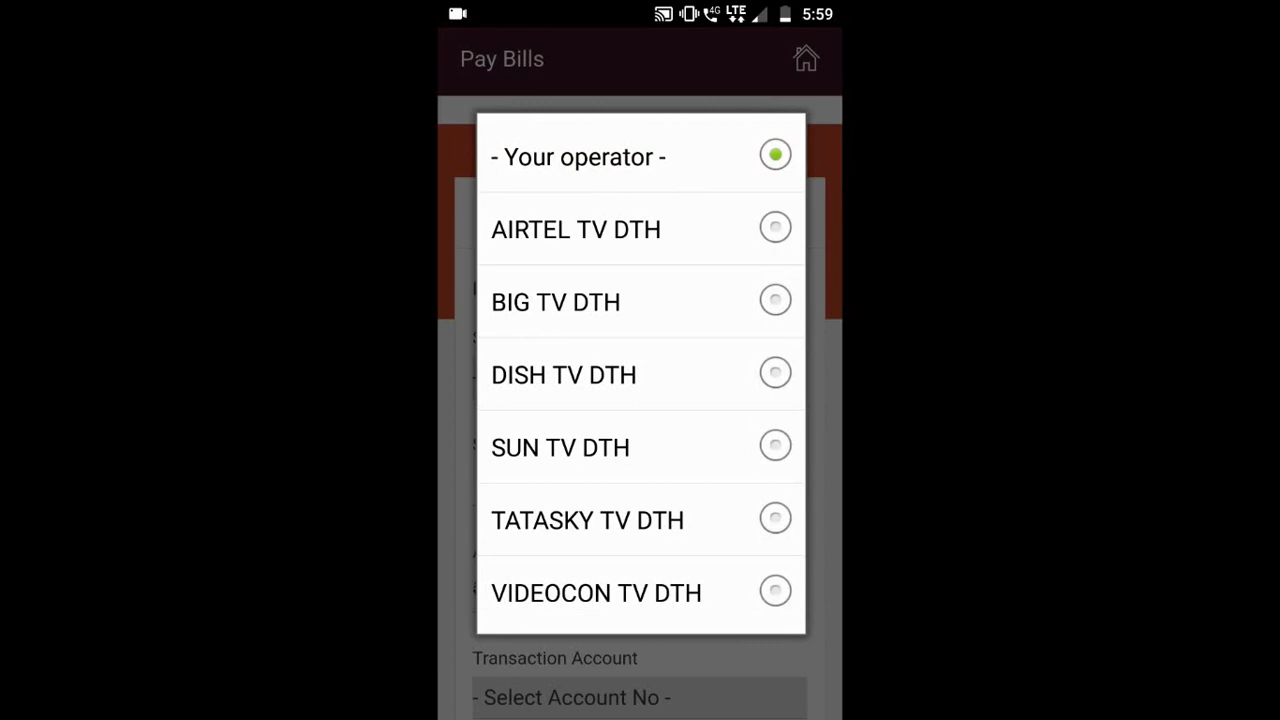 4G LTE 5:59
Pay Bills
- Your operator -
AIRTEL TV DTH
BIG TV DTH
DISH TV DTH
SUN TV DTH
TATASKY TV DTH
VIDEOCON TV DTH
Transaction Account
- Select Account No -